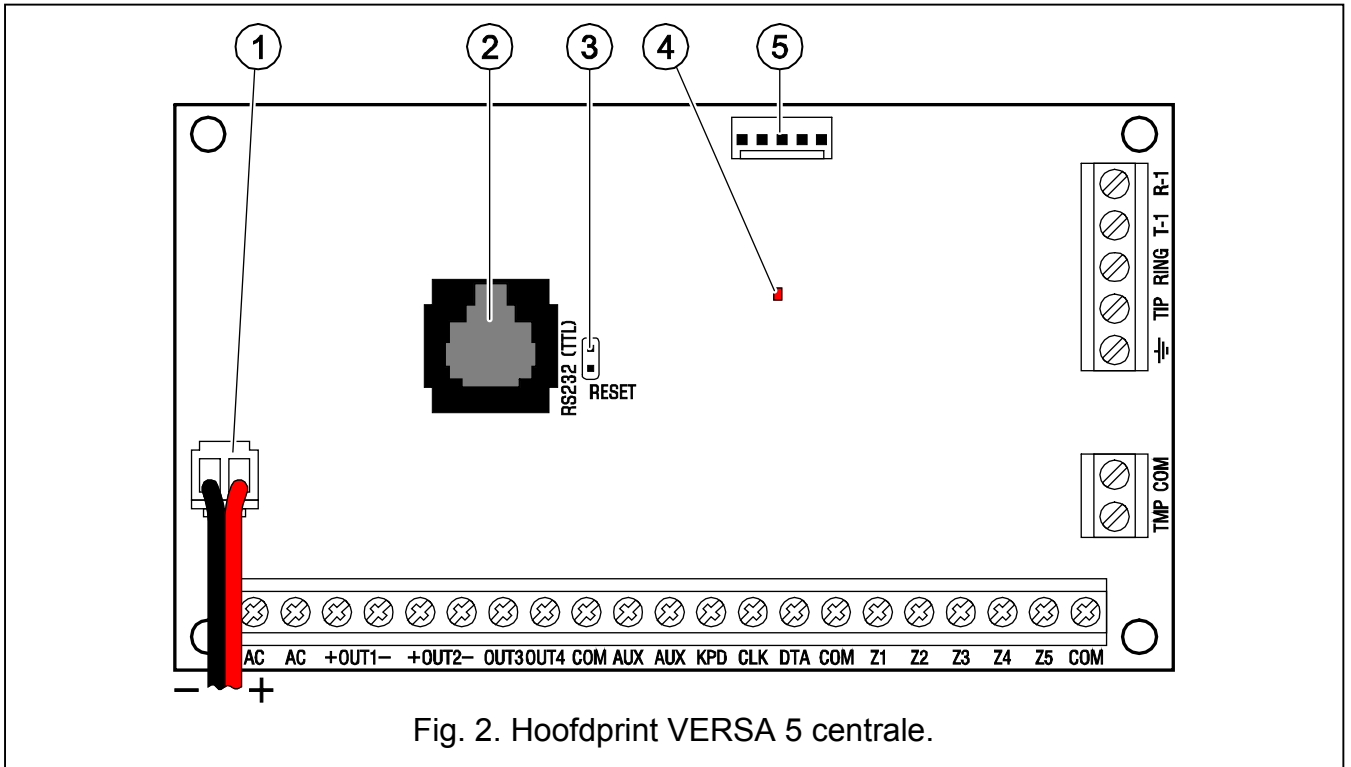 1 2 3 4 5
R-1
T-1
RING
TIP
RS232 (TTL)
RESET
COM
TMP
AC AC +OUT1- +OUT2- OUT3 OUT4 COM AUX AUX KPD CLK DTA COM Z1 Z2 Z3 Z4 Z5 COM
- +
Fig. 2. Hoofdprint VERSA 5 centrale.